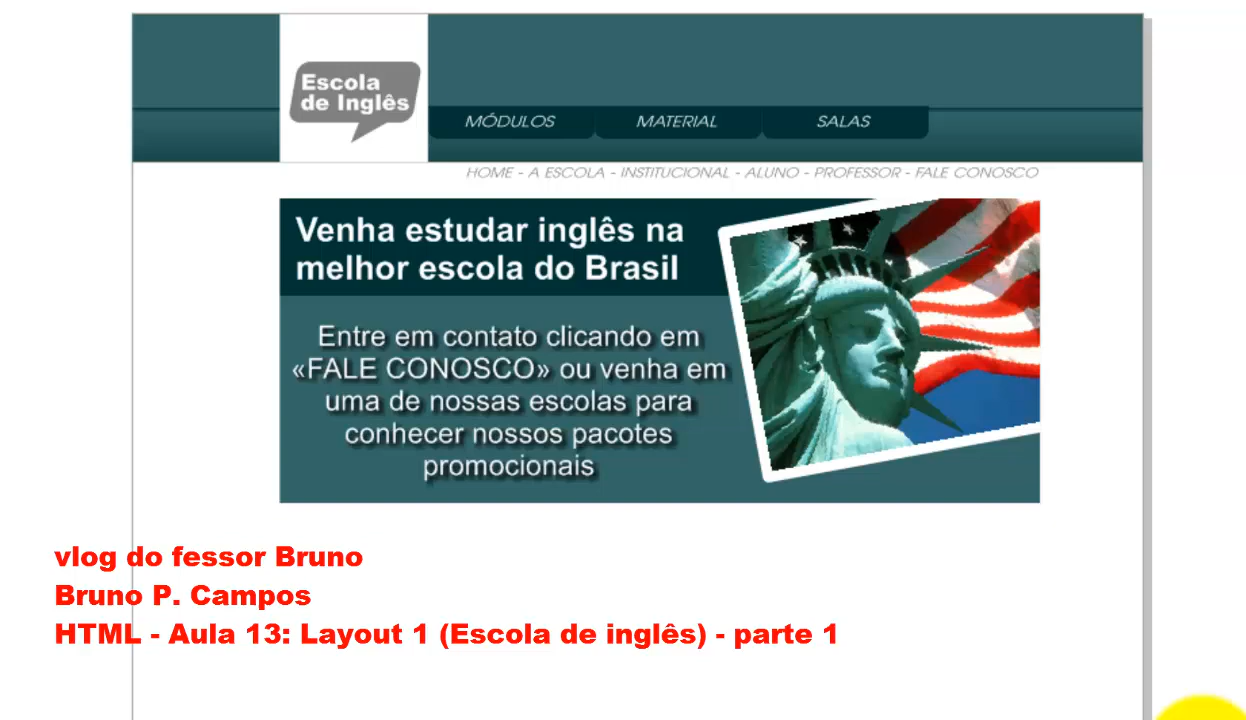 Escola
de Inglês
MÓDULOS MATERIAL SALAS
HOME - A ESCOLA - INSTITUCIONAL - ALUNO - PROFESSOR - FALE CONOSCO
Venha estudar inglês na
melhor escola do Brasil
Entre em contato clicando em
«FALE CONOSCO» ou venha em
uma de nossas escolas para
conhecer nossos pacotes
promocionais
vlog do fessor Bruno
Bruno P. Campos
HTML - Aula 13: Layout 1 (Escola de inglês) - parte 1